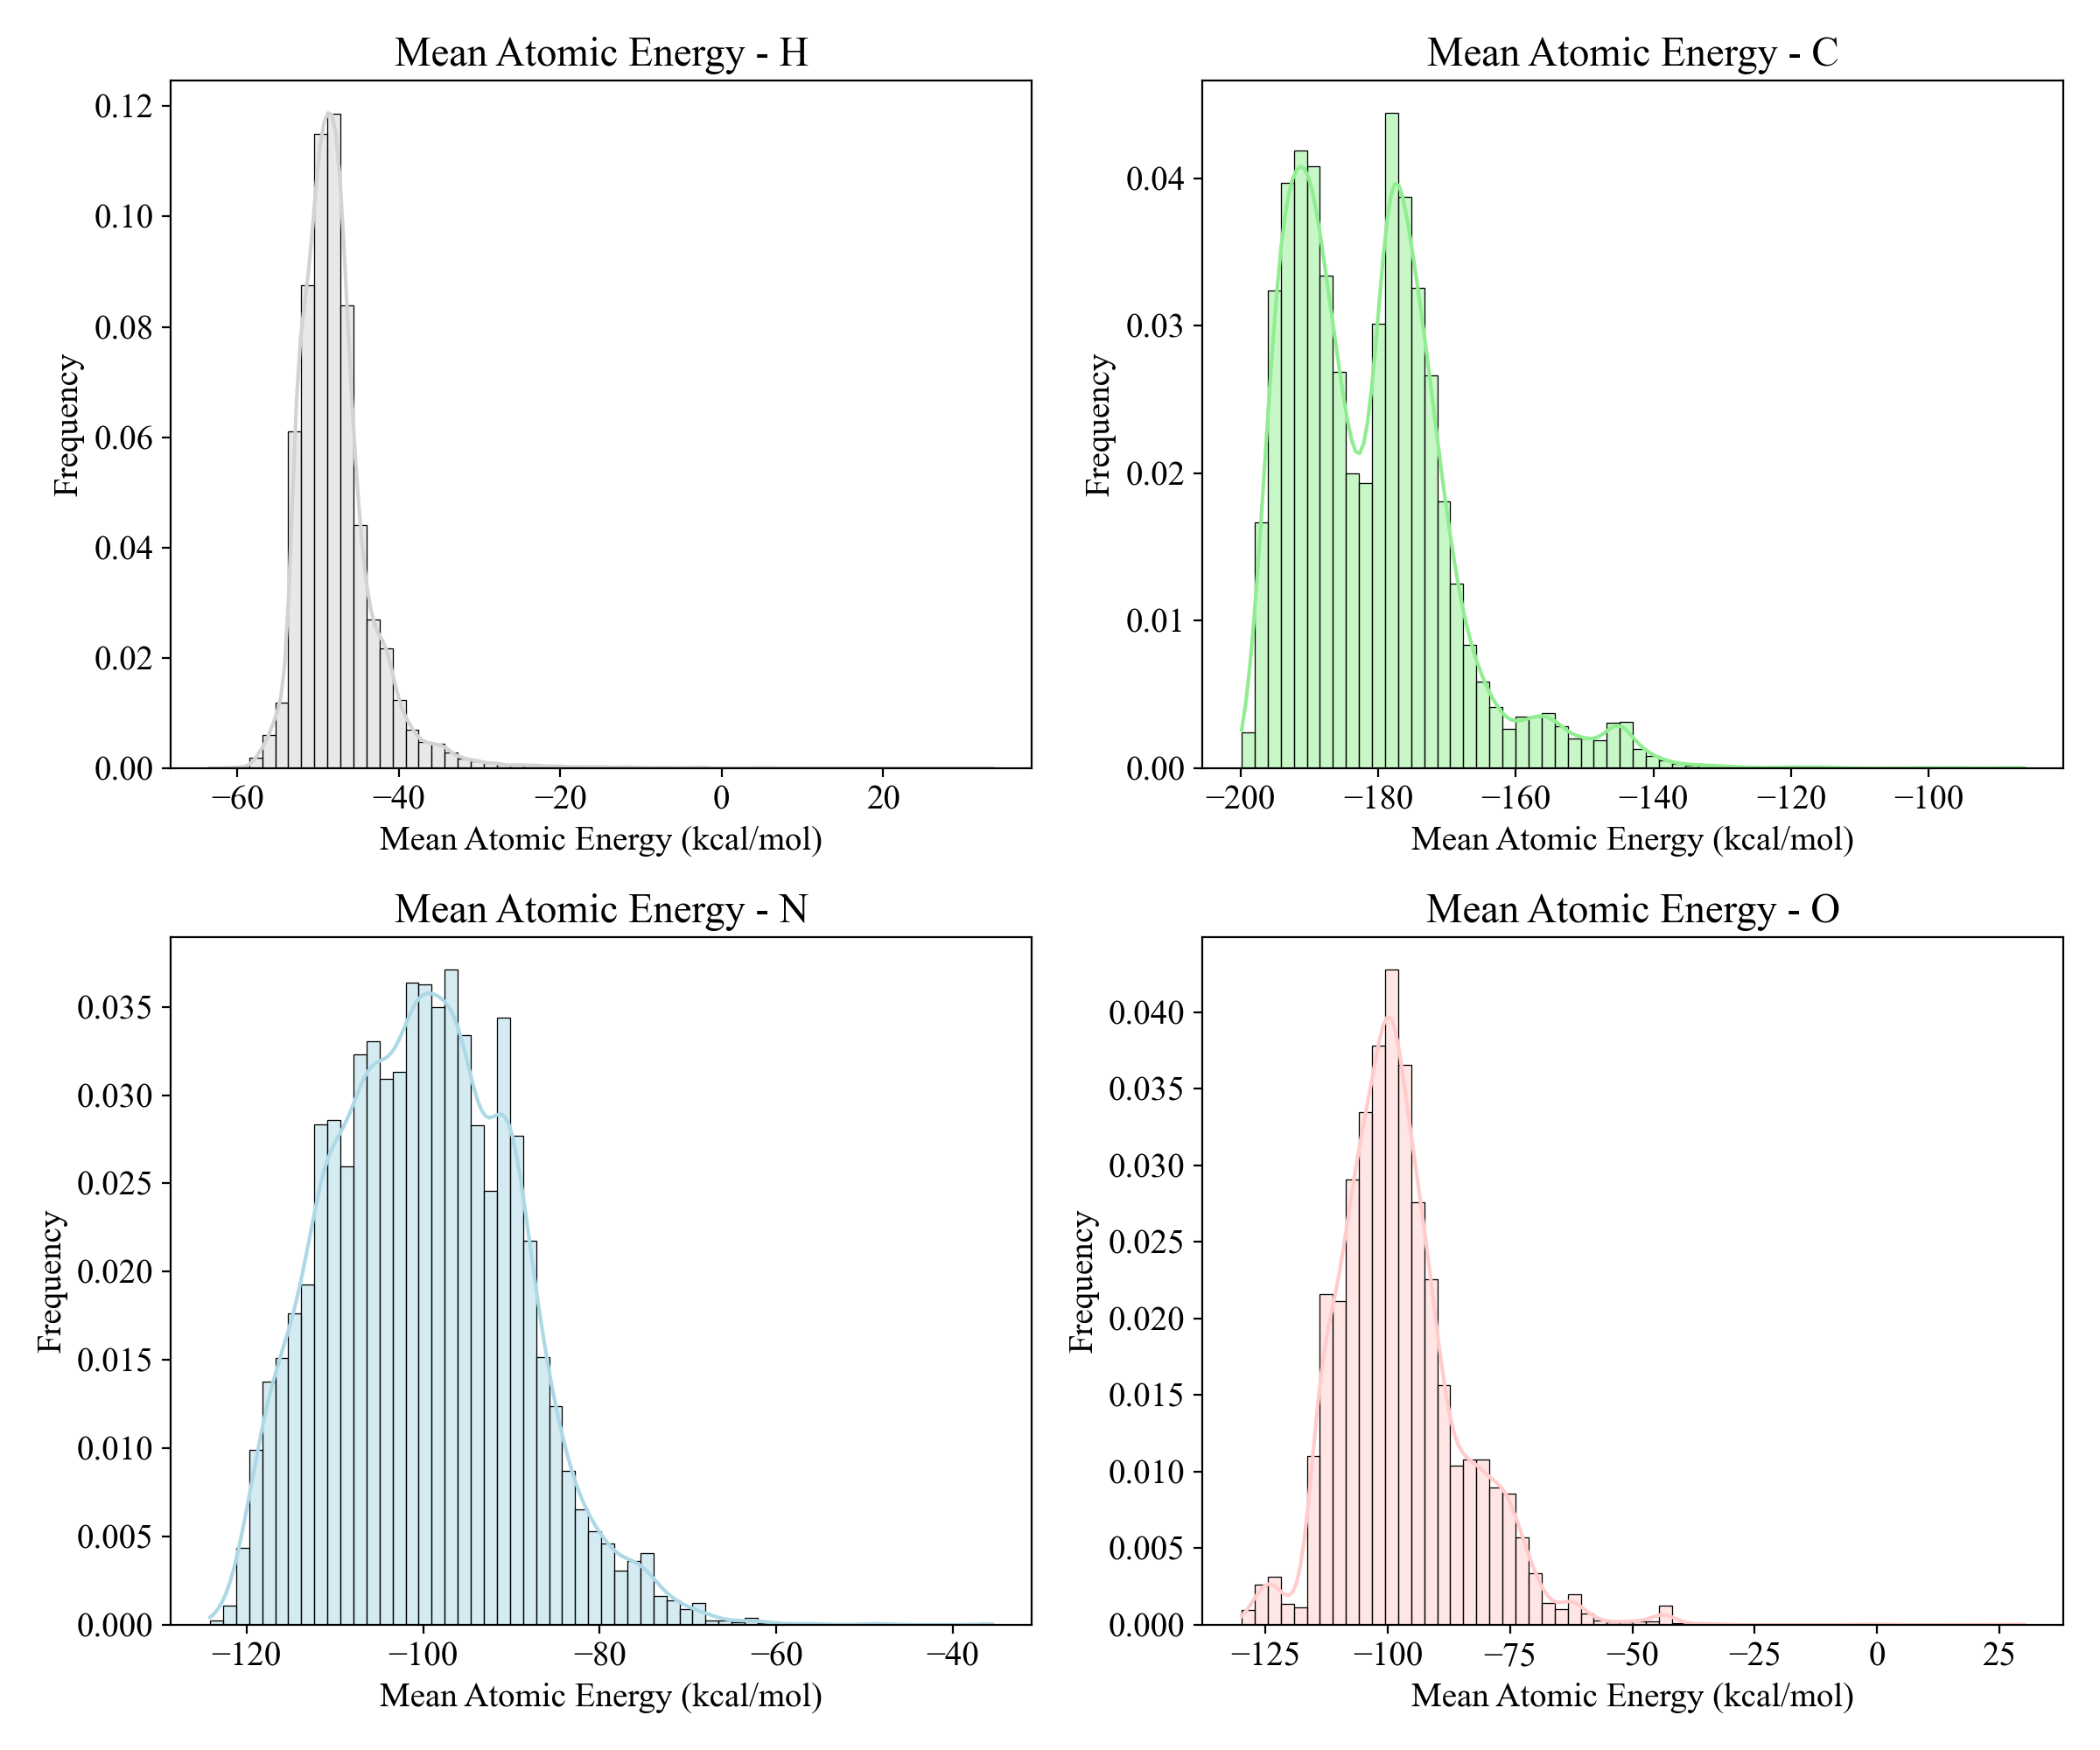 Mean Atomic Energy - H
Frequency
0.12
0.10
0.08
0.06
0.04
0.02
0.00
−60 −40 −20 0 20
Mean Atomic Energy (kcal/mol)
Mean Atomic Energy - C
Frequency
0.04
0.03
0.02
0.01
0.00
−200 −180 −160 −140 −120 −100
Mean Atomic Energy (kcal/mol)
Mean Atomic Energy - N
Frequency
0.035
0.030
0.025
0.020
0.015
0.010
0.005
0.000
−120 −100 −80 −60 −40
Mean Atomic Energy (kcal/mol)
Mean Atomic Energy - O
Frequency
0.040
0.035
0.030
0.025
0.020
0.015
0.010
0.005
0.000
−125 −100 −75 −50 −25 0 25
Mean Atomic Energy (kcal/mol)